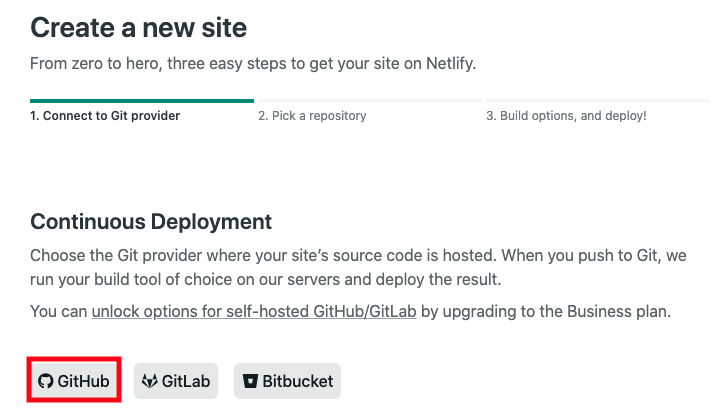 Create a new site
From zero to hero, three easy steps to get your site on Netlify.
1. Connect to Git provider
2. Pick a repository
3. Build options, and deploy!
Continuous Deployment
Choose the Git provider where your site’s source code is hosted. When you push to Git, we
run your build tool of choice on our servers and deploy the result.
You can unlock options for self-hosted GitHub/GitLab by upgrading to the Business plan.
GitHub
GitLab
Bitbucket